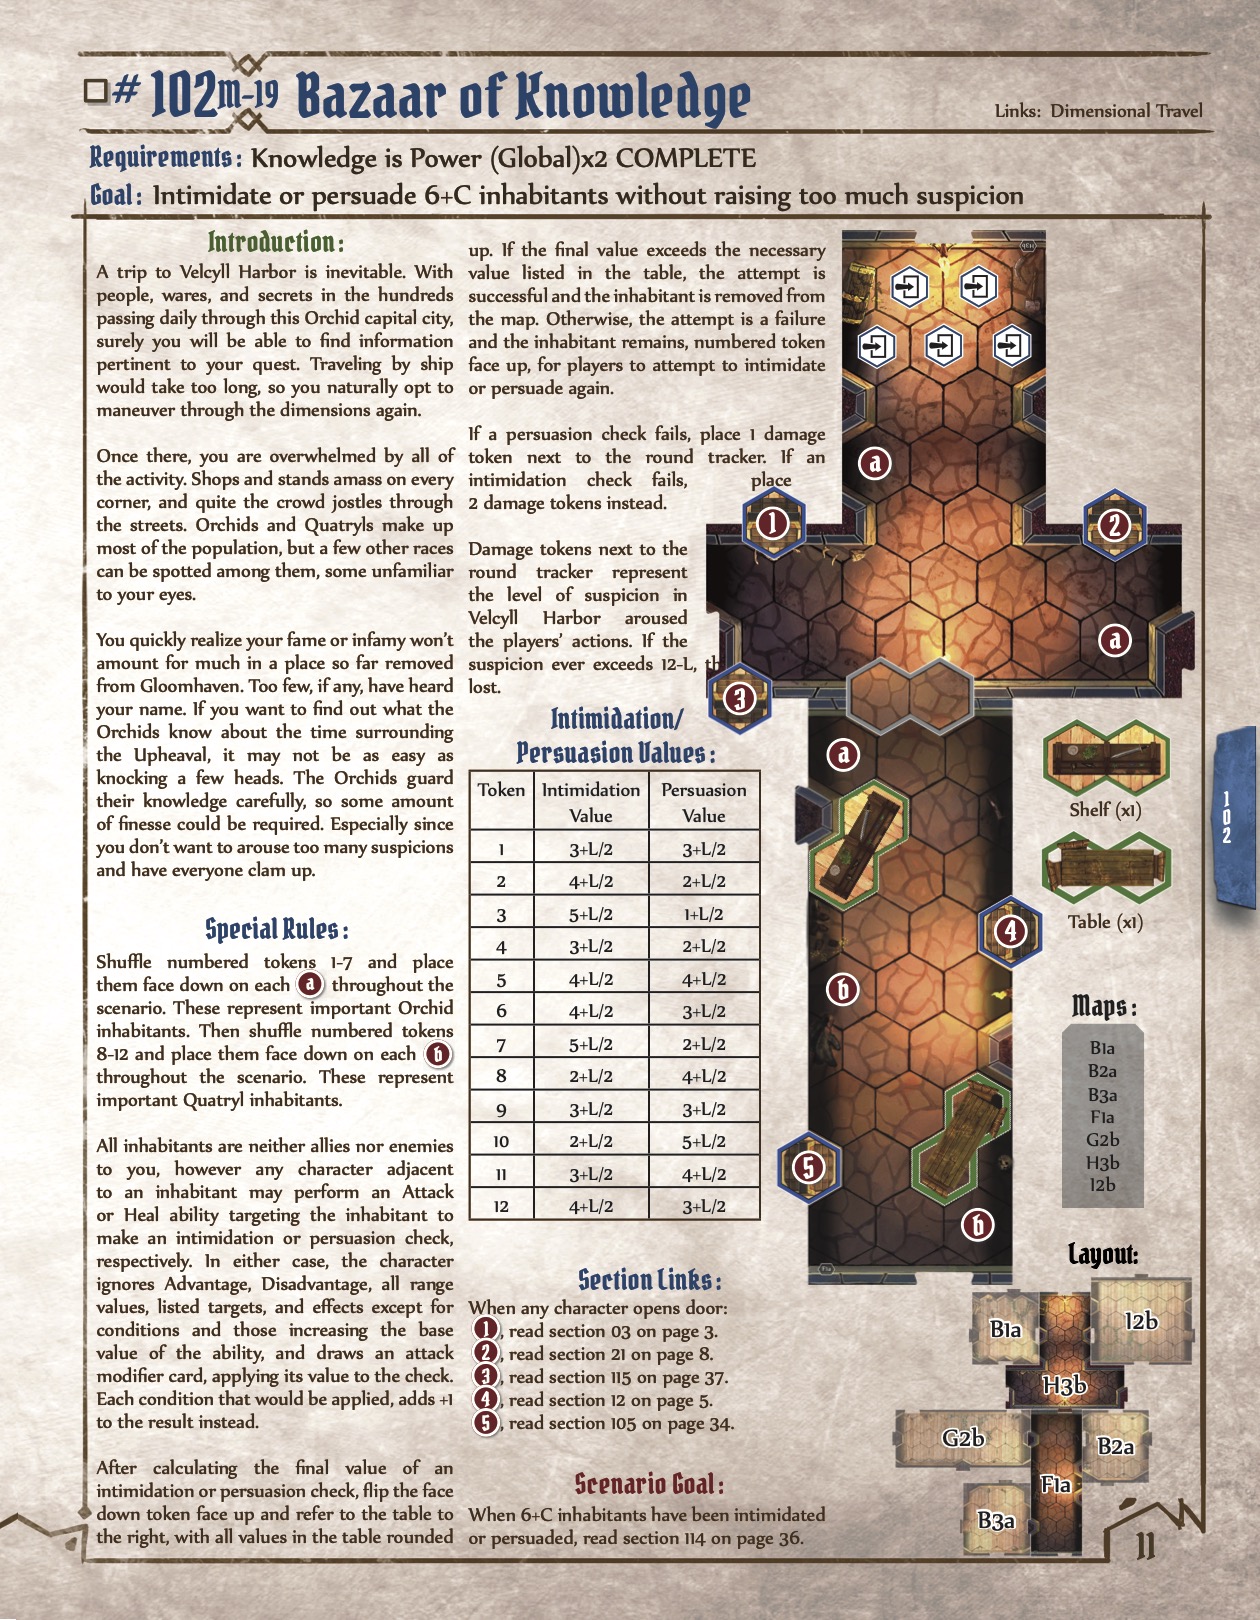 # 102 M-19 Bazaar of Knowledge
Links: Dimensional Travel
Requirements: Knowledge is Power (Global)x2 COMPLETE
Goal: Intimidate or persuade 6+C inhabitants without raising too much suspicion
Introduction:
A trip to Velcyll Harbor is inevitable. With
people, wares, and secrets in the hundreds
passing daily through this Orchid capital city,
surely you will be able to find information
pertinent to your quest. Traveling by ship
would take too long, so you naturally opt to
maneuver through the dimensions again.
Once there, you are overwhelmed by all of
the activity. Shops and stands amass on every
corner, and quite the crowd jostles through
the streets. Orchids and Quatryls make up
most of the population, but a few other races
can be spotted among them, some unfamiliar
to your eyes.
You quickly realize your fame or infamy won't
amount for much in a place so far removed
from Gloomhaven. Too few, if any, have heard
your name. If you want to find out what the
Orchids know about the time surrounding
the Upheaval, it may not be as easy as
knocking a few heads. The Orchids guard
their knowledge carefully, so some amount
of finesse could be required. Especially since
you don't want to arouse too many suspicions
and have everyone clam up.
Special Rules:
Shuffle numbered tokens 1-7 and place
them face down on each a throughout the
scenario. These represent important Orchid
inhabitants. Then shuffle numbered tokens
8-12 and place them face down on each b
throughout the scenario. These represent
important Quatryl inhabitants.
All inhabitants are neither allies nor enemies
to you, however any character adjacent
to an inhabitant may perform an Attack
or Heal ability targeting the inhabitant to
make an intimidation or persuasion check,
respectively. In either case, the character
ignores Advantage, Disadvantage, all range
values, listed targets, and effects except for
conditions and those increasing the base
value of the ability, and draws an attack
modifier card, applying its value to the check.
Each condition that would be applied, adds +1
to the result instead.
After calculating the final value of an
intimidation or persuasion check, flip the face
down token face up and refer to the table to
the right, with all values in the table rounded
up. If the final value exceeds the necessary
value listed in the table, the attempt is
successful and the inhabitant is removed from
the map. Otherwise, the attempt is a failure
and the inhabitant remains, numbered token
face up, for players to attempt to intimidate
or persuade again.
If a persuasion check fails, place 1 damage
token next to the round tracker. If an
intimidation check fails, place
2 damage tokens instead.
Damage tokens next to the
round tracker represent
the level of suspicion in
Velcyll Harbor aroused
the players' actions. If the
suspicion ever exceeds 12-L, th
lost.
Intimidation/
Persuasion Values:
Token Intimidation Value Persuasion Value
1 3+L/2 3+L/2
2 4+L/2 2+L/2
3 5+L/2 1+L/2
4 3+L/2 2+L/2
5 4+L/2 4+L/2
6 4+L/2 3+L/2
7 5+L/2 2+L/2
8 2+L/2 4+L/2
9 3+L/2 3+L/2
10 2+L/2 5+L/2
11 3+L/2 4+L/2
12 4+L/2 3+L/2
Section Links:
When any character opens door:
1, read section 03 on page 3.
2, read section 21 on page 8.
3, read section 115 on page 37.
4, read section 12 on page 5.
5, read section 105 on page 34.
Scenario Goal:
When 6+C inhabitants have been intimidated
or persuaded, read section 114 on page 36.
a
1
2
a
3
a
4
b
5
b
Shelf (x1)
Table (x1)
102
Maps:
B1a
B2a
B3a
F1a
G2b
H3b
I2b
Layout:
B1a
I2b
H3b
G2b
B2a
F1a
B3a
11